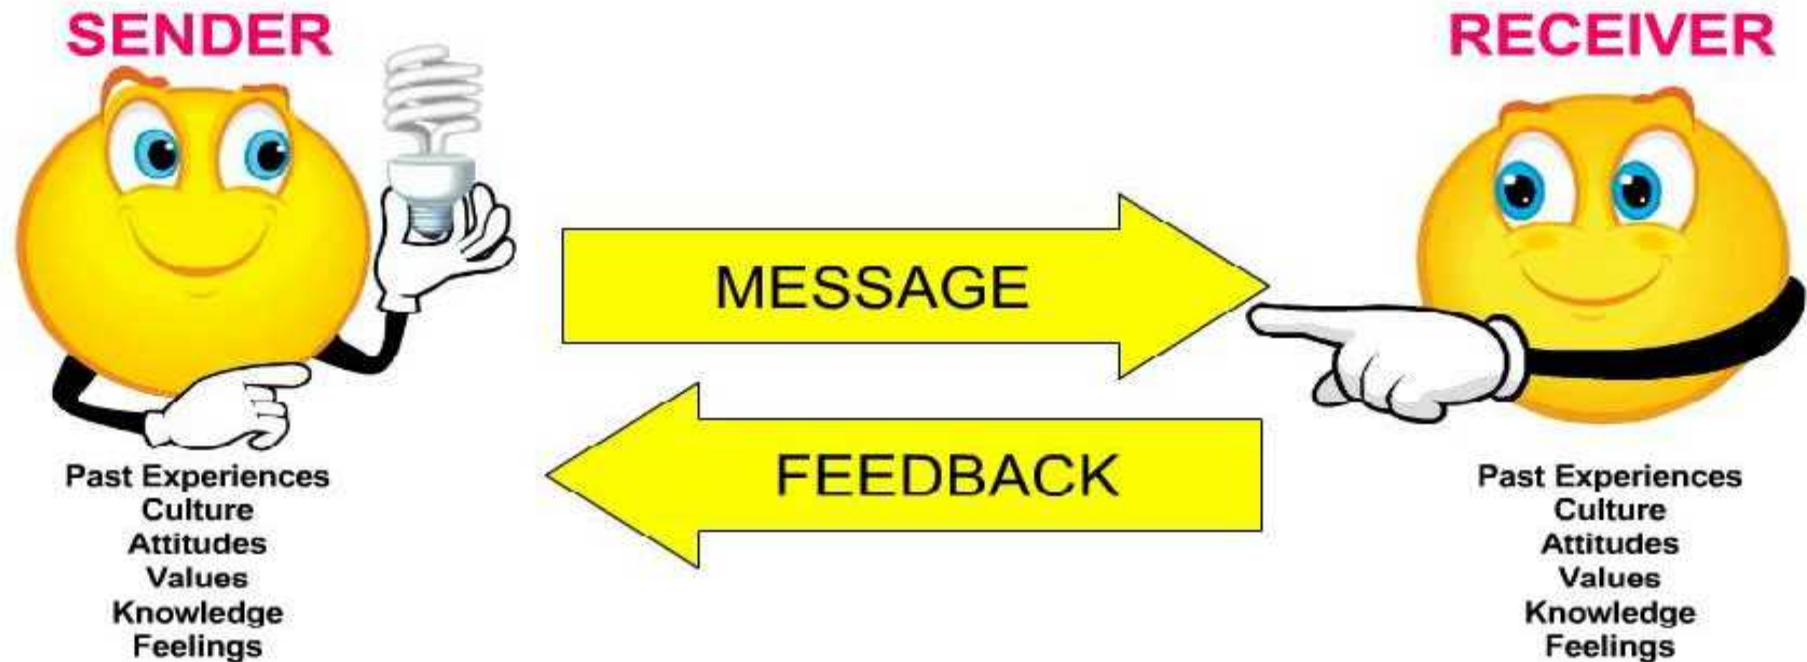 SENDER
RECEIVER
MESSAGE
FEEDBACK
Past Experiences
Culture
Attitudes
Values
Knowledge
Feelings
Past Experiences
Culture
Attitudes
Values
Knowledge
Feelings